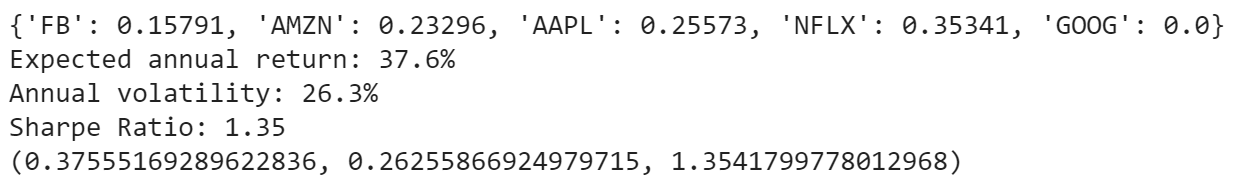 {'FB': 0.15791, 'AMZN': 0.23296, 'AAPL': 0.25573, 'NFLX': 0.35341, 'GOOG': 0.0}
Expected annual return: 37.6%
Annual volatility: 26.3%
Sharpe Ratio: 1.35
(0.37555169289622836, 0.26255866924979715, 1.3541799778012968)